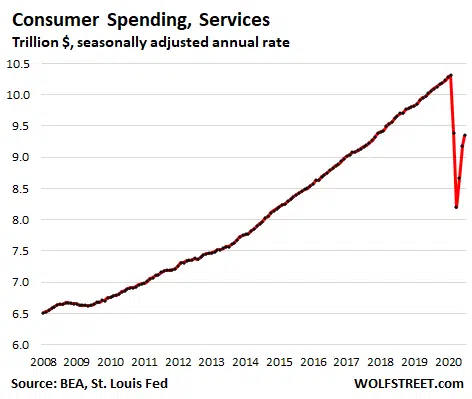 Consumer Spending, Services
Trillion $, seasonally adjusted annual rate
10.5
10.0
9.5
9.0
8.5
8.0
7.5
7.0
6.5
6.0
2008 2009 2010 2011 2012 2013 2014 2015 2016 2017 2018 2019 2020
Source: BEA, St. Louis Fed WOLFSTREET.com